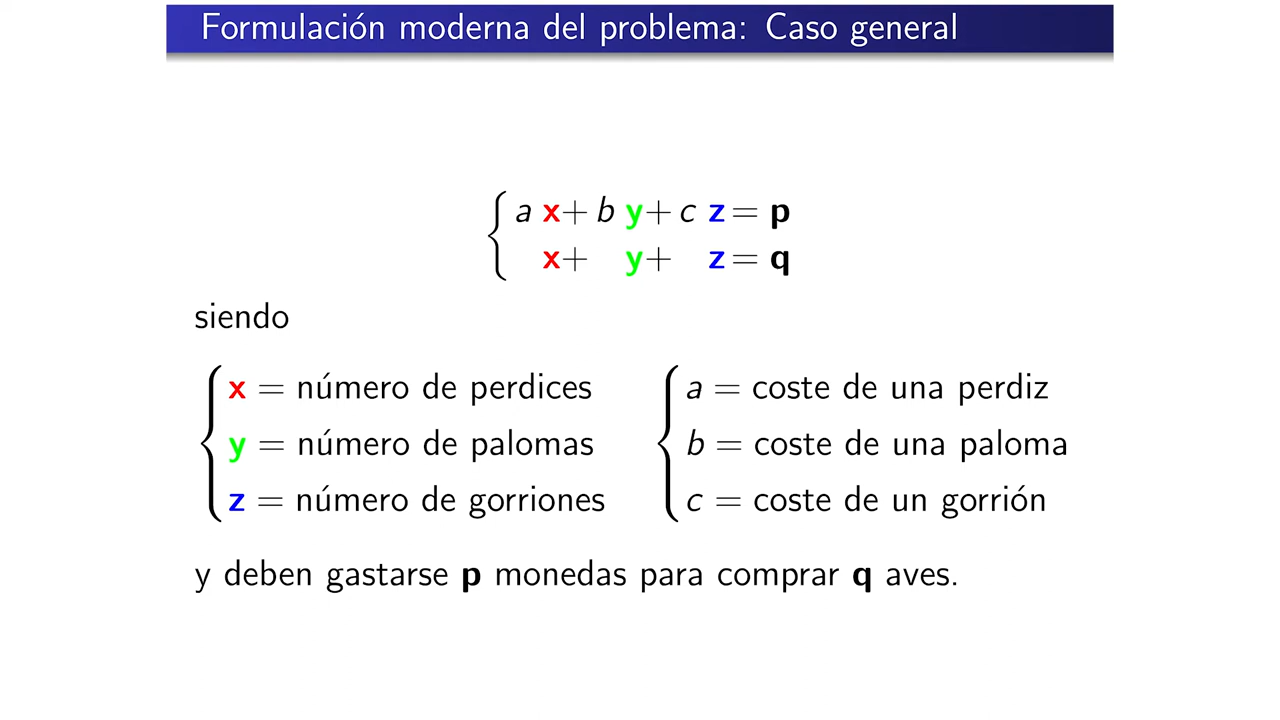 Formulación moderna del problema: Caso general
a x+ b y+ c z = p
x+ y+ z = q
siendo
x = número de perdices
y = número de palomas
z = número de gorriones
a = coste de una perdiz
b = coste de una paloma
c = coste de un gorrión
y deben gastarse p monedas para comprar q aves.